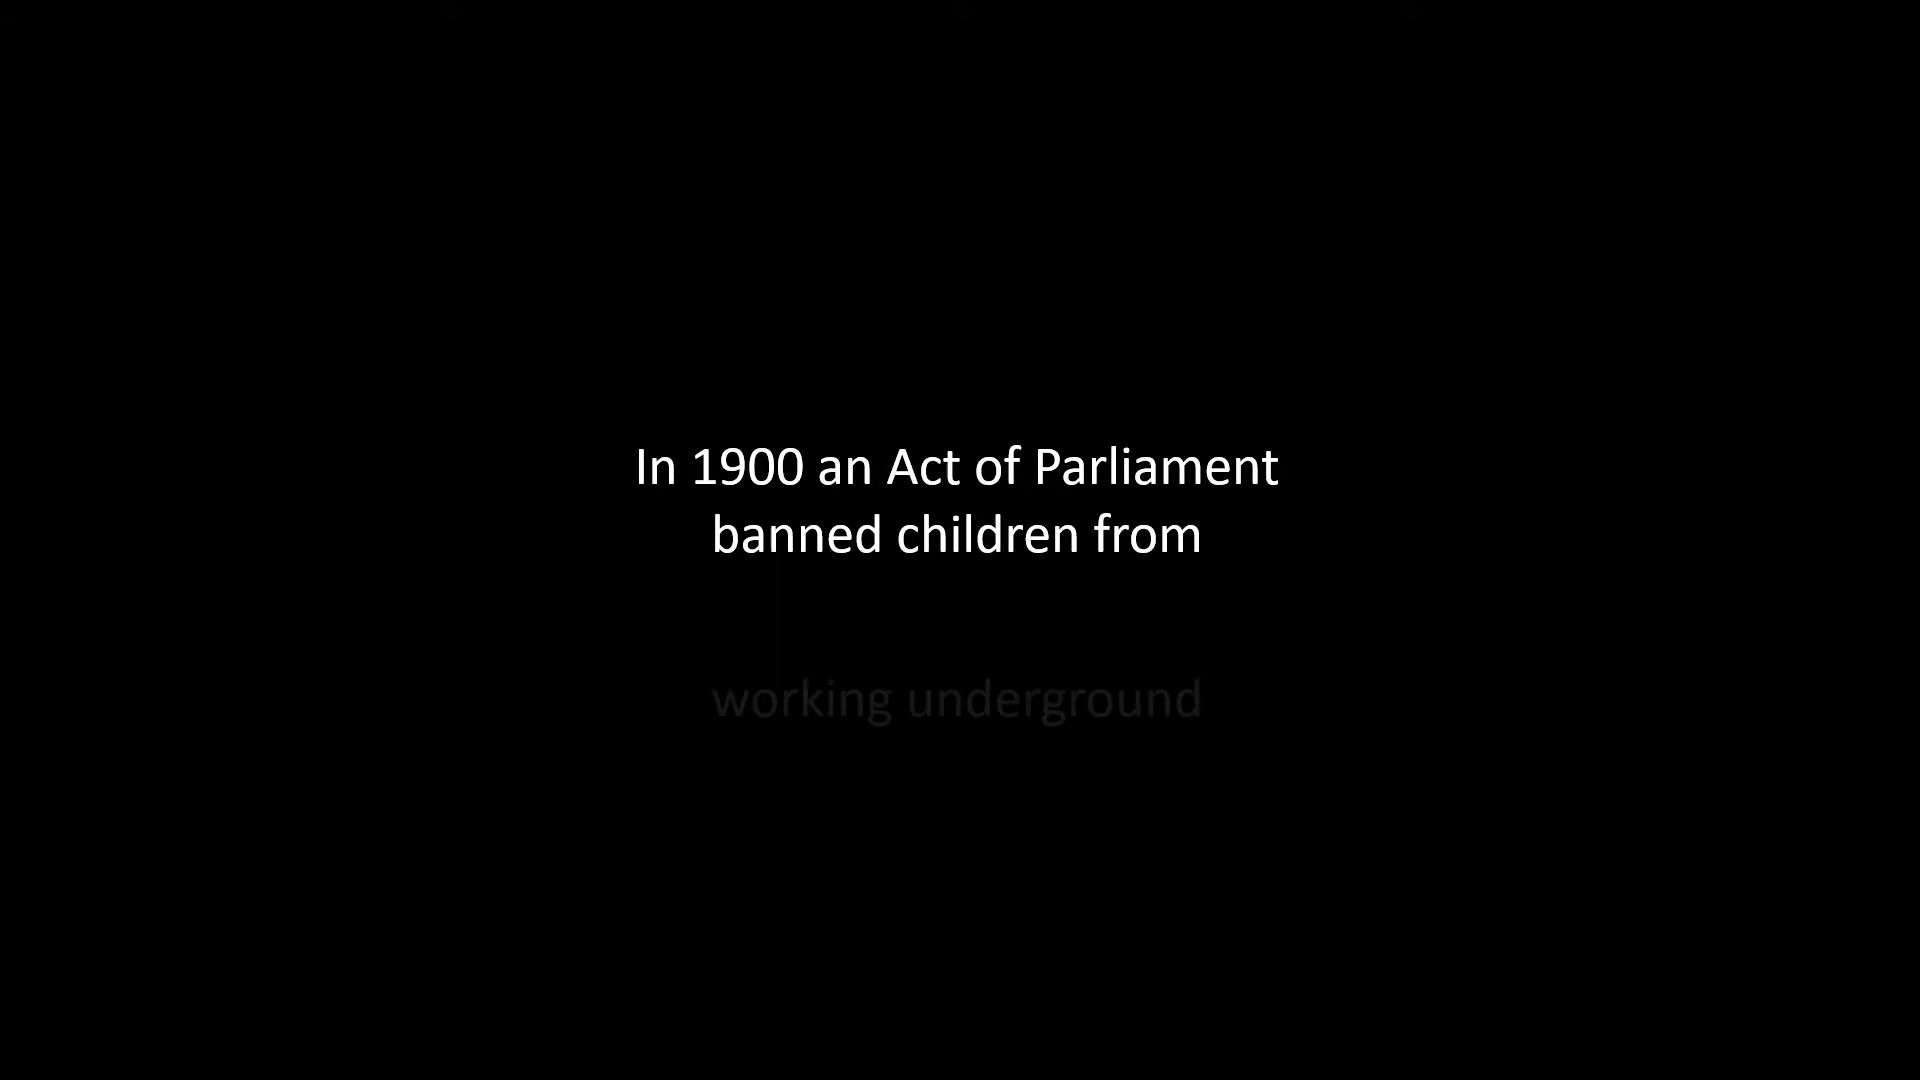 In 1900 an Act of Parliament
banned children from
working underground